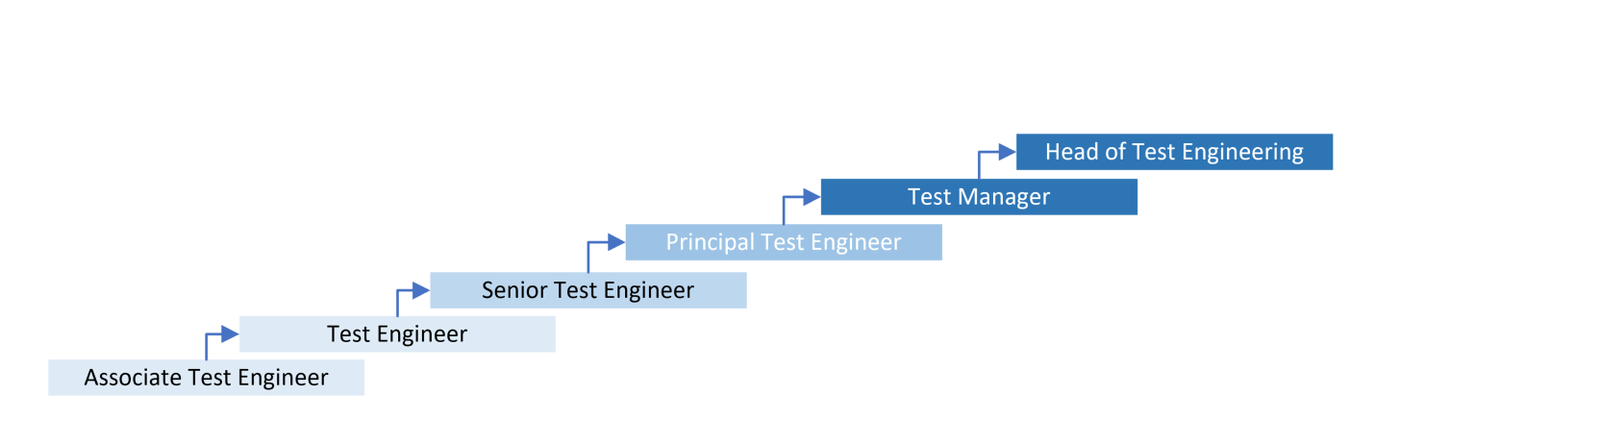 Head of Test Engineering
Test Manager
Principal Test Engineer
Senior Test Engineer
Test Engineer
Associate Test Engineer